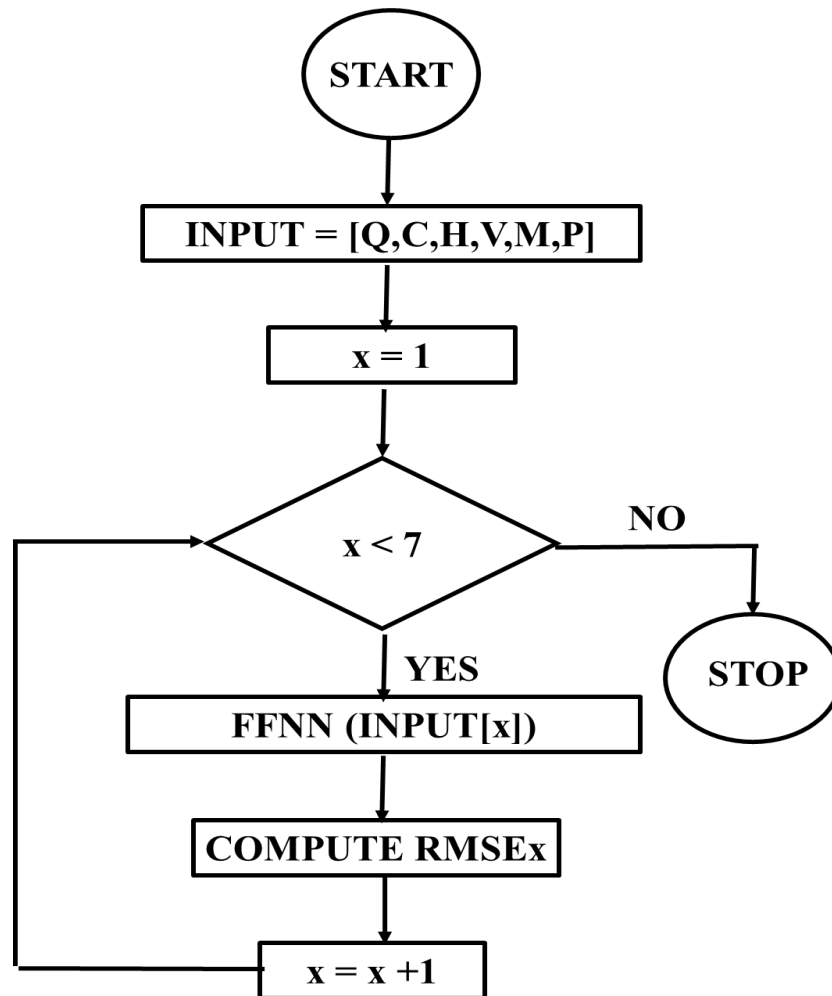 START
INPUT = [Q,C,H,V,M,P]
x = 1
x < 7
NO
STOP
YES
FFNN (INPUT[x])
COMPUTE RMSEx
x = x +1